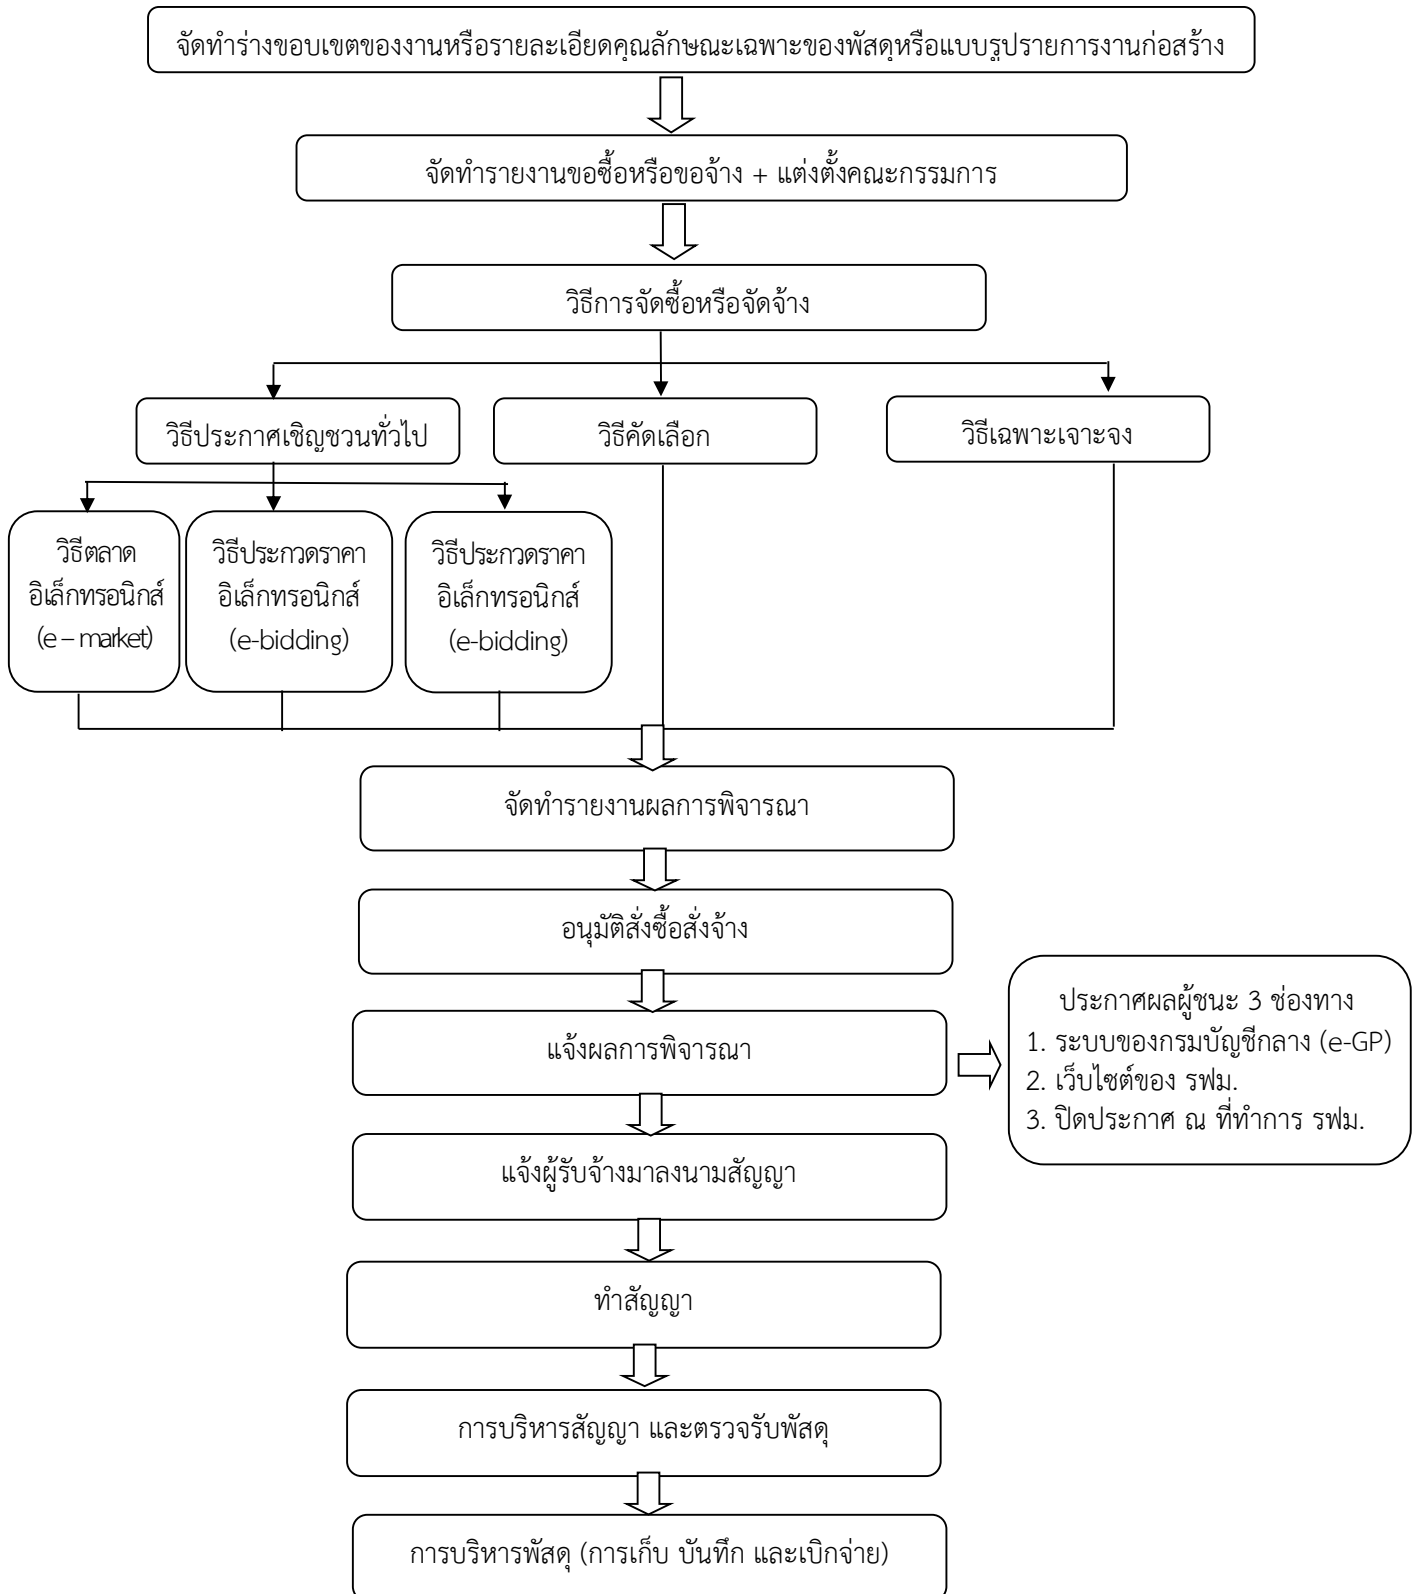 จัดทำร่างขอบเขตของงานหรือรายละเอียดคุณลักษณะเฉพาะของพัสดุหรือแบบรูปรายการงานก่อสร้าง
จัดทำรายงานขอซื้อหรือขอจ้าง + แต่งตั้งคณะกรรมการ
วิธีการจัดซื้อหรือจัดจ้าง
วิธีประกาศเชิญชวนทั่วไป
วิธีคัดเลือก
วิธีเฉพาะเจาะจง
วิธีตลาด
อิเล็กทรอนิกส์
(e – market)
วิธีประกวดราคา
อิเล็กทรอนิกส์
(e-bidding)
วิธีประกวดราคา
อิเล็กทรอนิกส์
(e-bidding)
จัดทำรายงานผลการพิจารณา
อนุมัติสั่งซื้อสั่งจ้าง
แจ้งผลการพิจารณา
ประกาศผลผู้ชนะ 3 ช่องทาง
1. ระบบของกรมบัญชีกลาง (e-GP)
2. เว็บไซต์ของ รฟม.
3. ปิดประกาศ ณ ที่ทำการ รฟม.
แจ้งผู้รับจ้างมาลงนามสัญญา
ทำสัญญา
การบริหารสัญญา และตรวจรับพัสดุ
การบริหารพัสดุ (การเก็บ บันทึก และเบิกจ่าย)